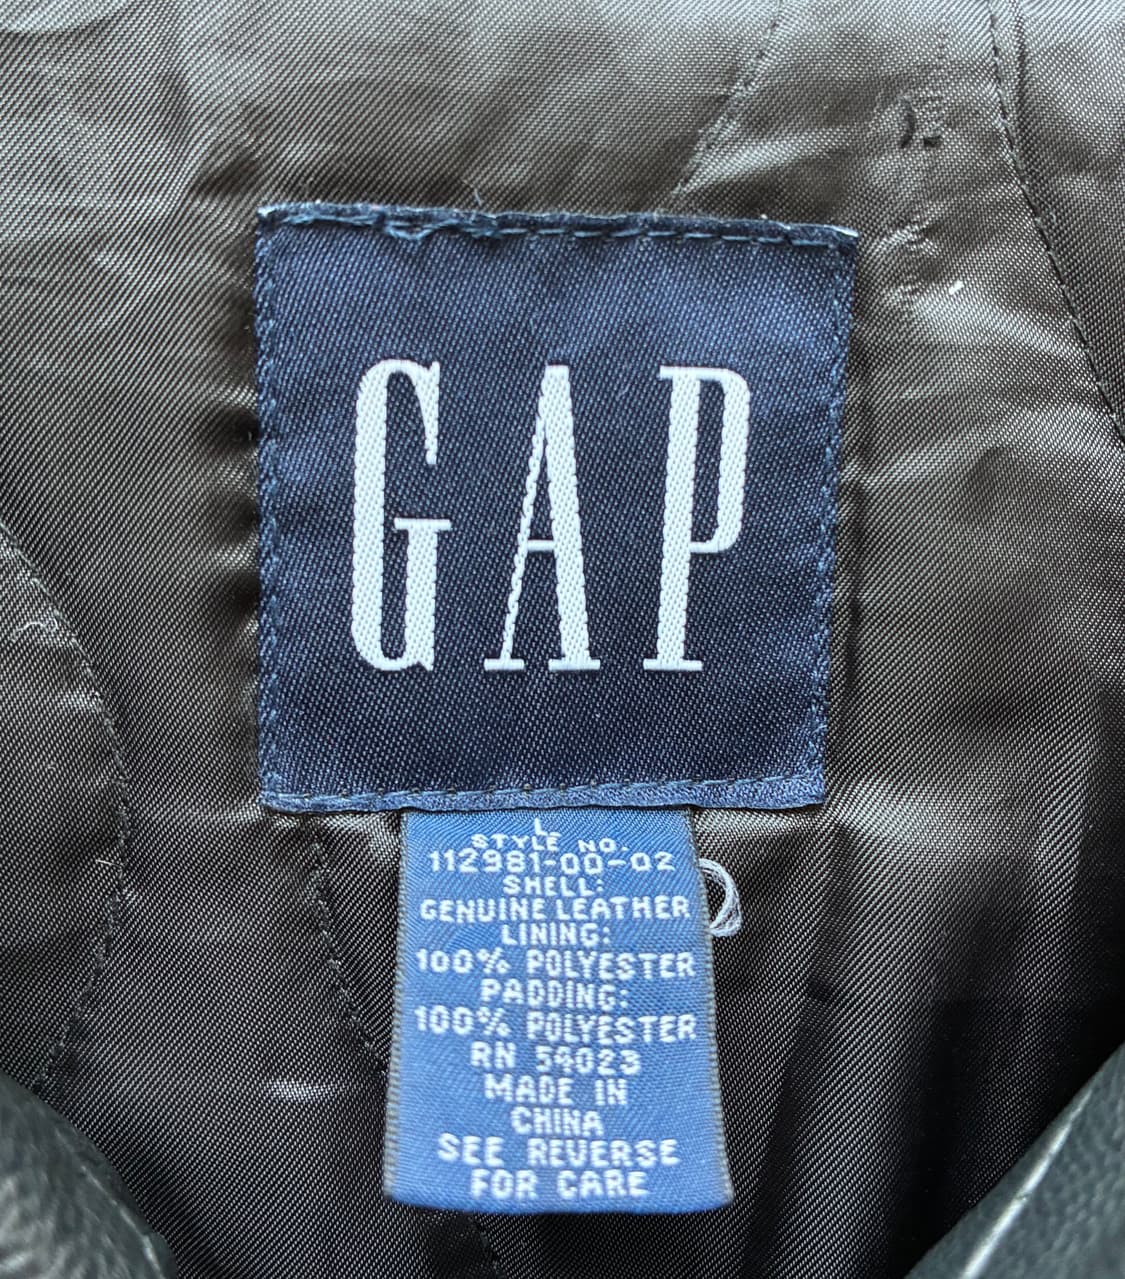 GAP
L.
STYLE NO.
112981-00-02
SHELL:
GENUINE LEATHER
LINING:
100% POLYESTER
PADDING:
100% POLYESTER
RN 54023
MADE IN
CHINA
SEE REVERSE
FOR CARE